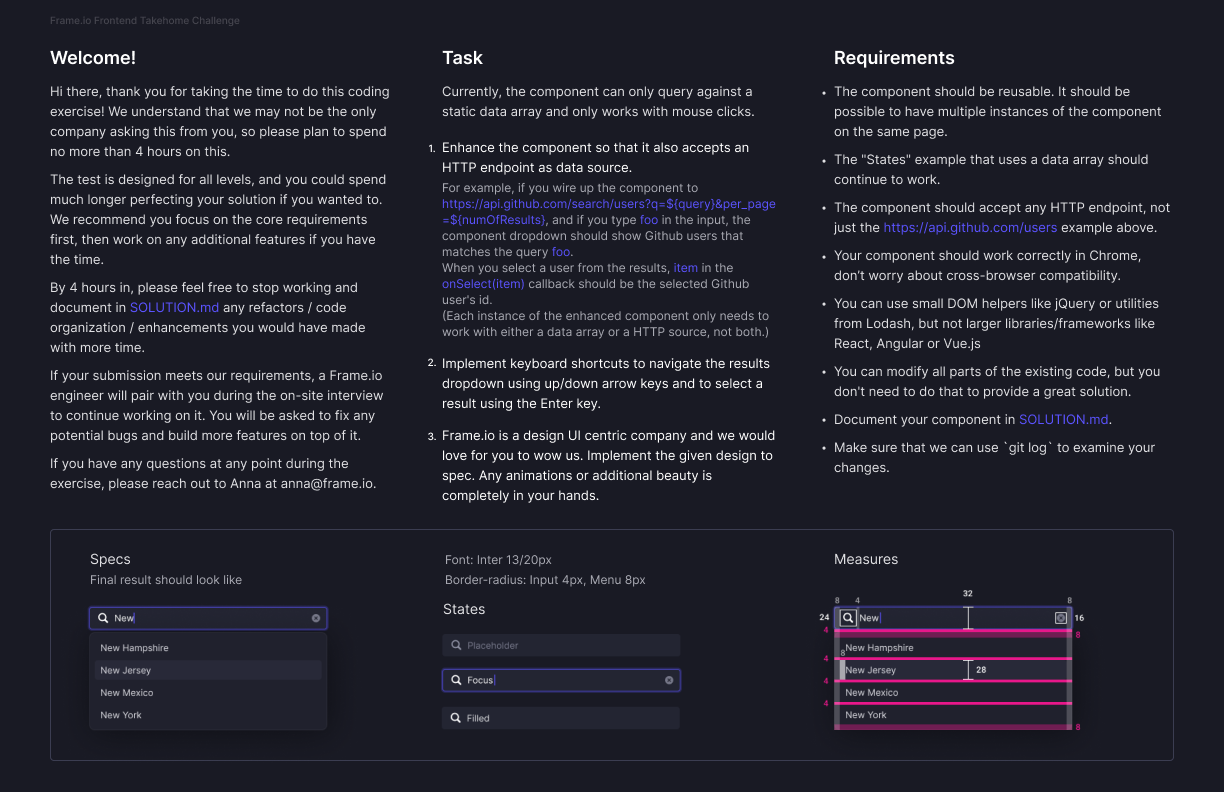 Frame.io Frontend Takehome Challenge
Welcome!
Hi there, thank you for taking the time to do this coding
exercise! We understand that we may not be the only
company asking this from you, so please plan to spend
no more than 4 hours on this.
The test is designed for all levels, and you could spend
much longer perfecting your solution if you wanted to.
We recommend you focus on the core requirements
first, then work on any additional features if you have
the time.
By 4 hours in, please feel free to stop working and
document in SOLUTION.md any refactors / code
organization / enhancements you would have made
with more time.
If your submission meets our requirements, a Frame.io
engineer will pair with you during the on-site interview
to continue working on it. You will be asked to fix any
potential bugs and build more features on top of it.
If you have any questions at any point during the
exercise, please reach out to Anna at anna@frame.io.
Task
Currently, the component can only query against a
static data array and only works with mouse clicks.
1. Enhance the component so that it also accepts an
HTTP endpoint as data source.
For example, if you wire up the component to
https://api.github.com/search/users?q=${query}&per_page
=${numOfResults}, and if you type foo in the input, the
component dropdown should show Github users that
matches the query foo.
When you select a user from the results, item in the
onSelect(item) callback should be the selected Github
user's id.
(Each instance of the enhanced component only needs to
work with either a data array or a HTTP source, not both.)
2. Implement keyboard shortcuts to navigate the results
dropdown using up/down arrow keys and to select a
result using the Enter key.
3. Frame.io is a design UI centric company and we would
love for you to wow us. Implement the given design to
spec. Any animations or additional beauty is
completely in your hands.
Requirements
• The component should be reusable. It should be
possible to have multiple instances of the component
on the same page.
• The "States" example that uses a data array should
continue to work.
• The component should accept any HTTP endpoint, not
just the https://api.github.com/users example above.
• Your component should work correctly in Chrome,
don’t worry about cross-browser compatibility.
• You can use small DOM helpers like jQuery or utilities
from Lodash, but not larger libraries/frameworks like
React, Angular or Vue.js
• You can modify all parts of the existing code, but you
don't need to do that to provide a great solution.
• Document your component in SOLUTION.md.
• Make sure that we can use `git log` to examine your
changes.
Specs
Final result should look like
New
New Hampshire
New Jersey
New Mexico
New York
Font: Inter 13/20px
Border-radius: Input 4px, Menu 8px
States
Placeholder
Focus
Filled
Measures
32
8 4 8
24 New 16
4 8
New Hampshire
4 8
New Jersey 28
4
New Mexico
4
New York
8